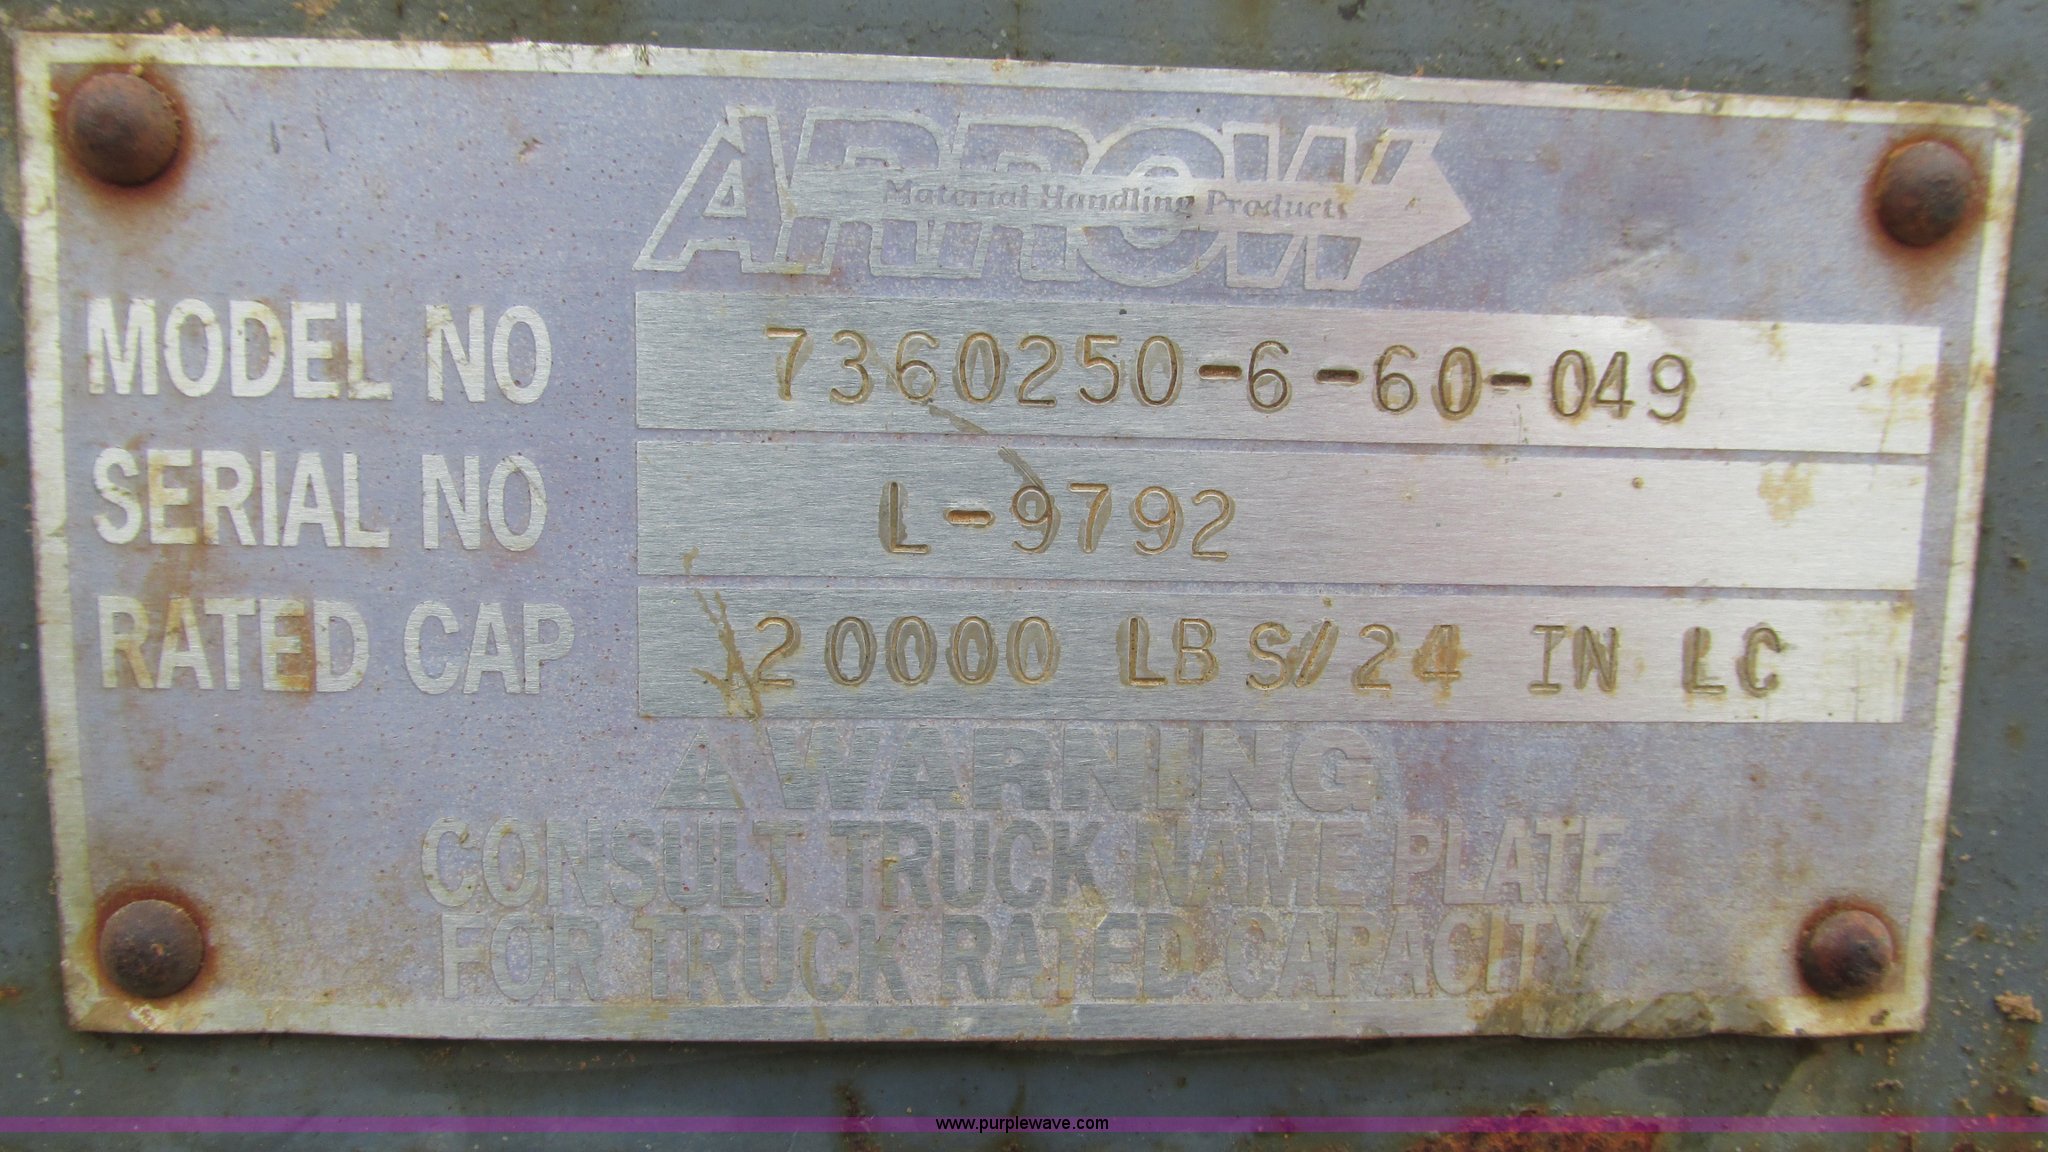 ARROW
Material Handling Products
MODEL NO 7360250-6-60-049
SERIAL NO L-9792
RATED CAP 20000 LBS/24 IN LC
⚠ WARNING
CONSULT TRUCK NAME PLATE
FOR TRUCK RATED CAPACITY
www.purplewave.com